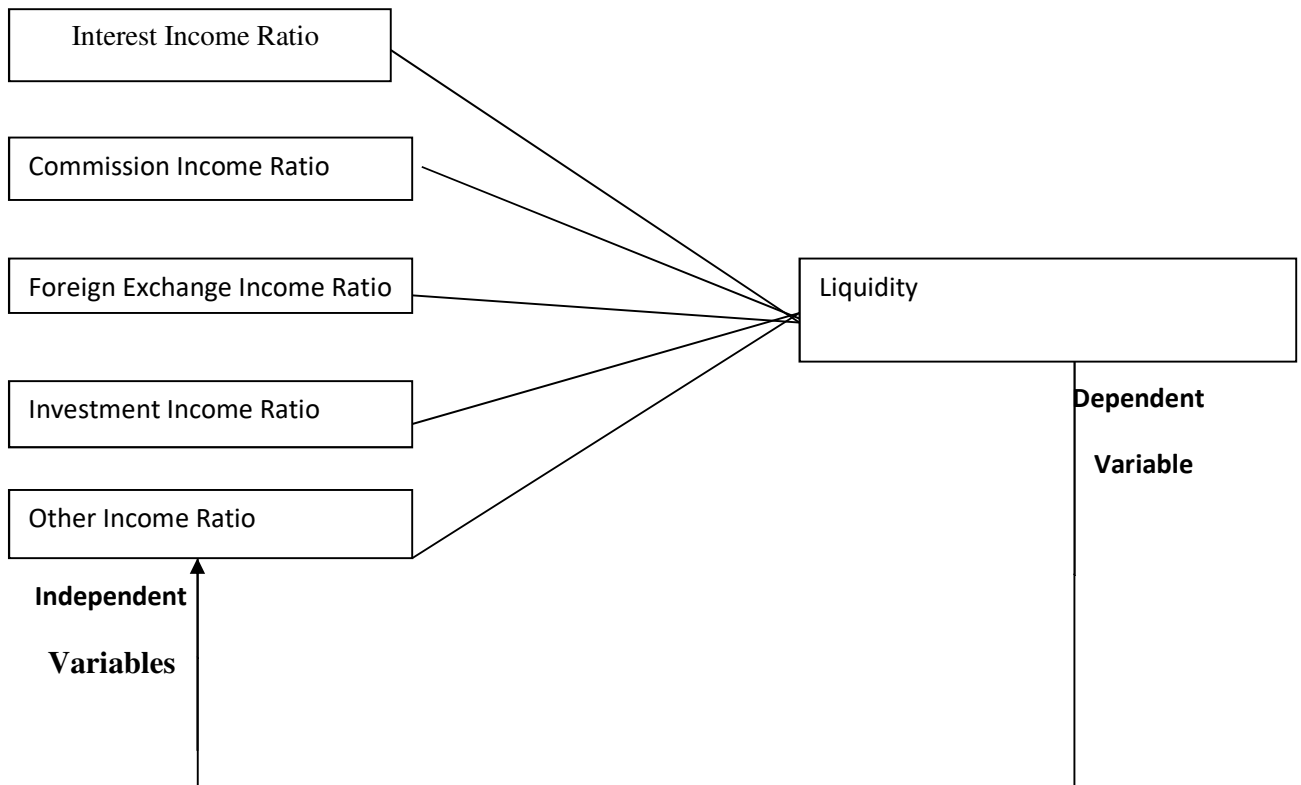 Interest Income Ratio
Commission Income Ratio
Foreign Exchange Income Ratio
Investment Income Ratio
Other Income Ratio
Independent
Variables
Liquidity
Dependent
Variable